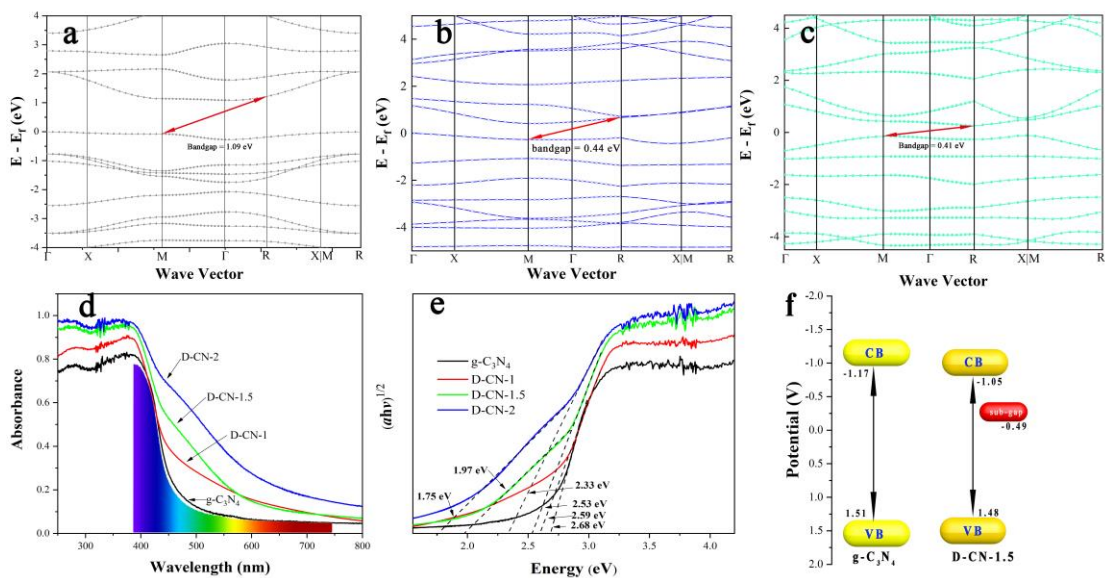 a
E - E_f (eV)
4
3
2
1
0
-1
-2
-3
-4
Bandgap = 1.09 eV
Γ X M Γ R X|M R
Wave Vector
b
E - E_f (eV)
4
2
0
-2
-4
bandgap = 0.44 eV
Γ X M Γ R X|M R
Wave Vector
c
E - E_f (eV)
4
2
0
-2
-4
Bandgap = 0.41 eV
Γ X M Γ R X|M R
Wave Vector
d
Absorbance
1.0
0.8
0.6
0.4
0.2
0.0
D-CN-2
D-CN-1.5
D-CN-1
g-C₃N₄
300 400 500 600 700 800
Wavelength (nm)
e
(αhν)^{1/2}
g-C₃N₄
D-CN-1
D-CN-1.5
D-CN-2
1.97 eV
1.75 eV
2.33 eV
2.53 eV
2.59 eV
2.68 eV
2.0 2.5 3.0 3.5 4.0
Energy (eV)
f
Potential (V)
-2.0
-1.5
-1.0
-0.5
0.0
0.5
1.0
1.5
2.0
CB
-1.17
1.51
VB
g-C₃N₄
CB
-1.05
sub-gap
-0.49
1.48
VB
D-CN-1.5